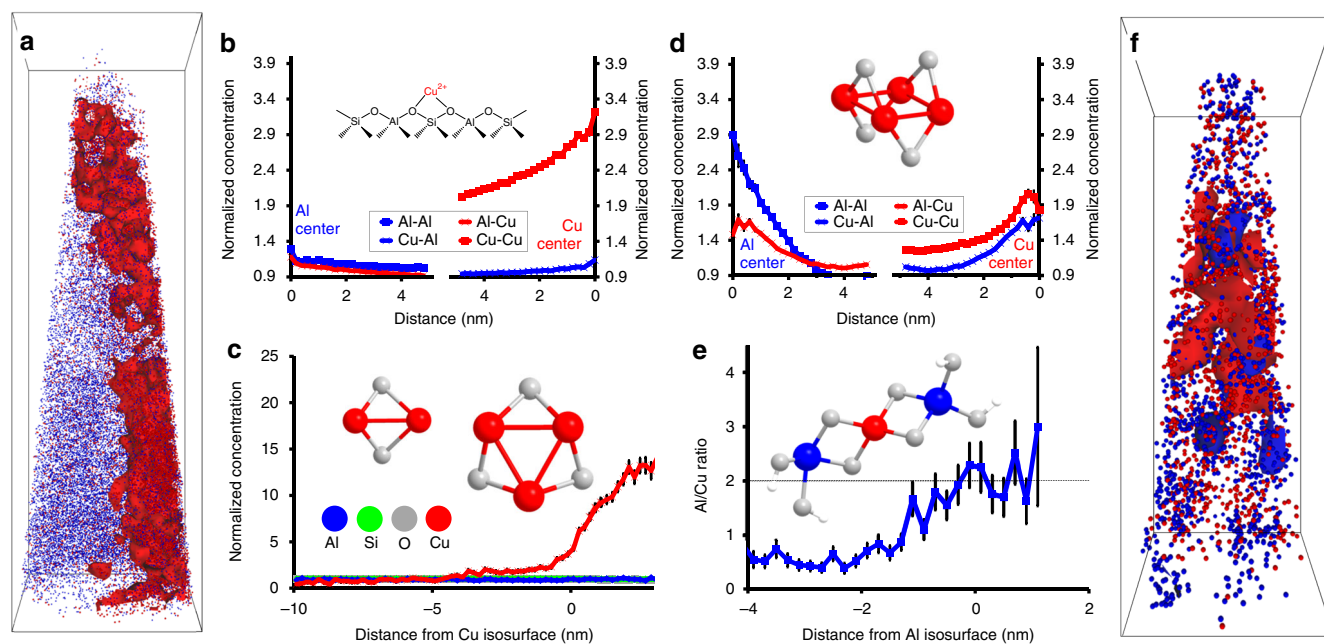 a
b
3.9
3.4
2.9
2.4
1.9
1.4
0.9
Normalized concentration
Cu2+
O
O
O
O
Si
Al
Si
Al
Si
Al
center
Al-Al
Al-Cu
Cu-Al
Cu-Cu
Cu
center
0
2
4
4
2
0
Distance (nm)
3.9
3.4
2.9
2.4
1.9
1.4
0.9
Normalized concentration
c
25
20
15
10
5
0
Normalized concentration
Al
Si
O
Cu
–10
–5
0
Distance from Cu isosurface (nm)
d
3.9
3.4
2.9
2.4
1.9
1.4
0.9
Normalized concentration
Al-Al
Al-Cu
Cu-Al
Cu-Cu
Al
center
Cu
center
0
2
4
4
2
0
Distance (nm)
3.9
3.4
2.9
2.4
1.9
1.4
0.9
Normalized concentration
e
4
3
2
1
0
Al/Cu ratio
–4
–2
0
2
Distance from Al isosurface (nm)
f